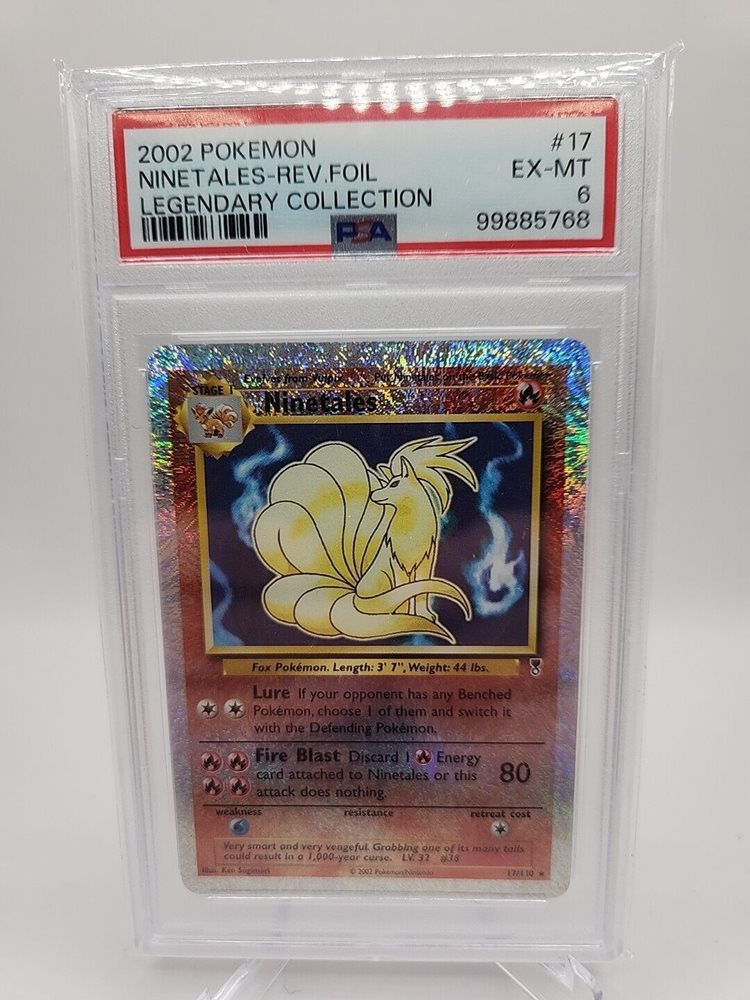 2002 POKEMON #17
NINETALES-REV.FOIL EX-MT
LEGENDARY COLLECTION 6
99885768
PSA
Evolves from Vulpix
STAGE 1
Ninetales
Fox Pokémon. Length: 3' 7", Weight: 44 lbs.
Lure If your opponent has any Benched
Pokémon, choose 1 of them and switch it
with the Defending Pokémon.
Fire Blast Discard 1 Energy
card attached to Ninetales or this
attack does nothing.
80
weakness resistance retreat cost
Very smart and very vengeful. Grabbing one of its many tails
could result in a 1,000-year curse. LV. 32 #38
Illus. Ken Sugimori © 2002 Pokemon/Nintendo 17/110